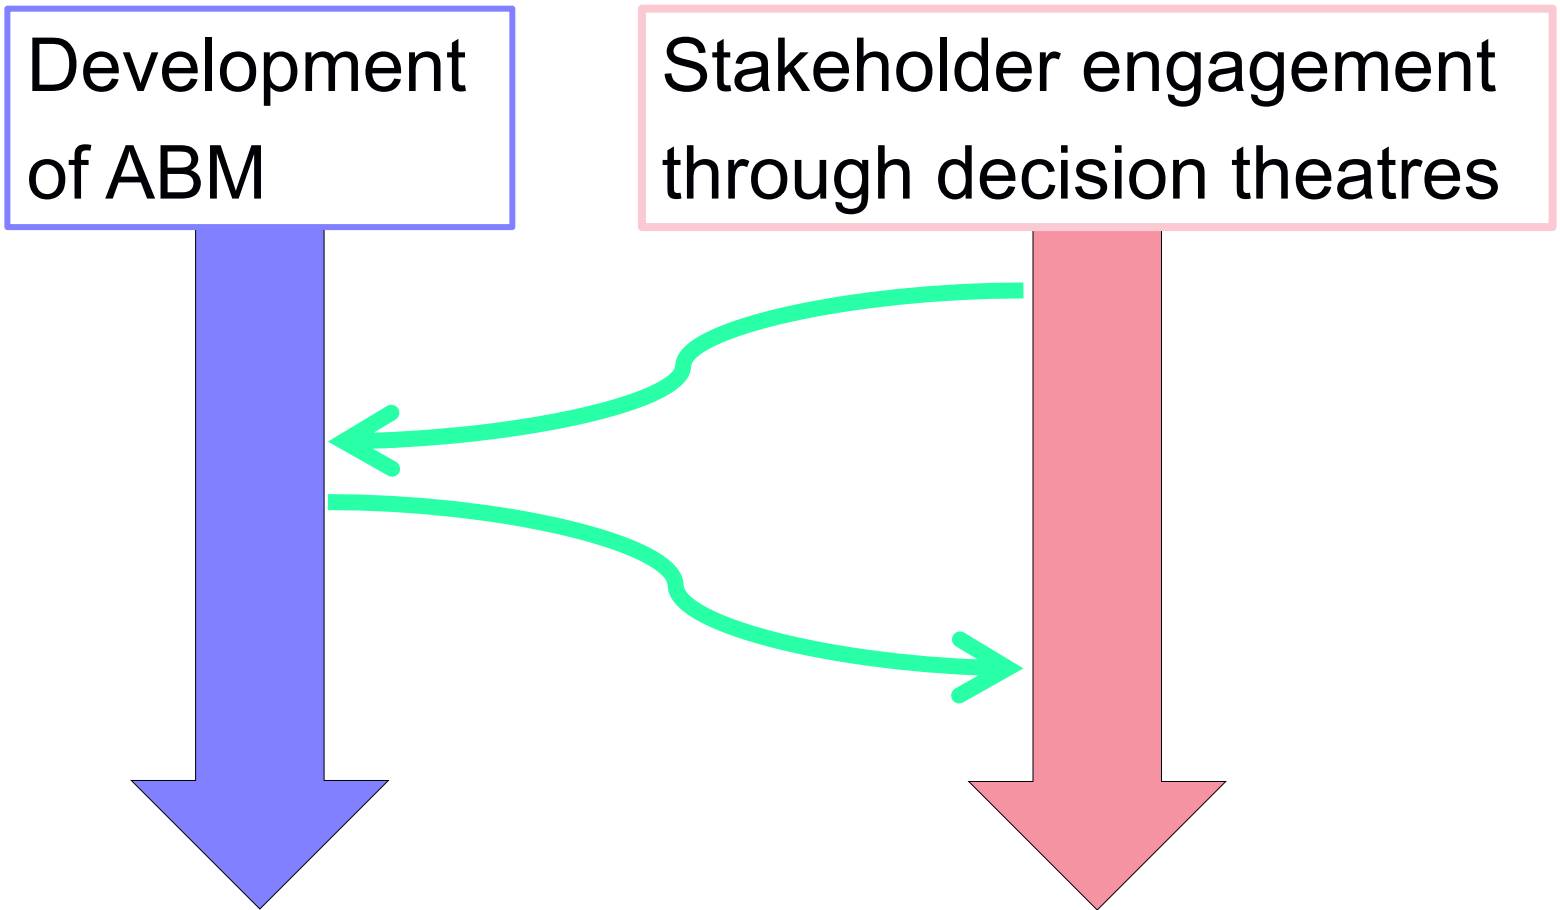 Development
of ABM
Stakeholder engagement
through decision theatres